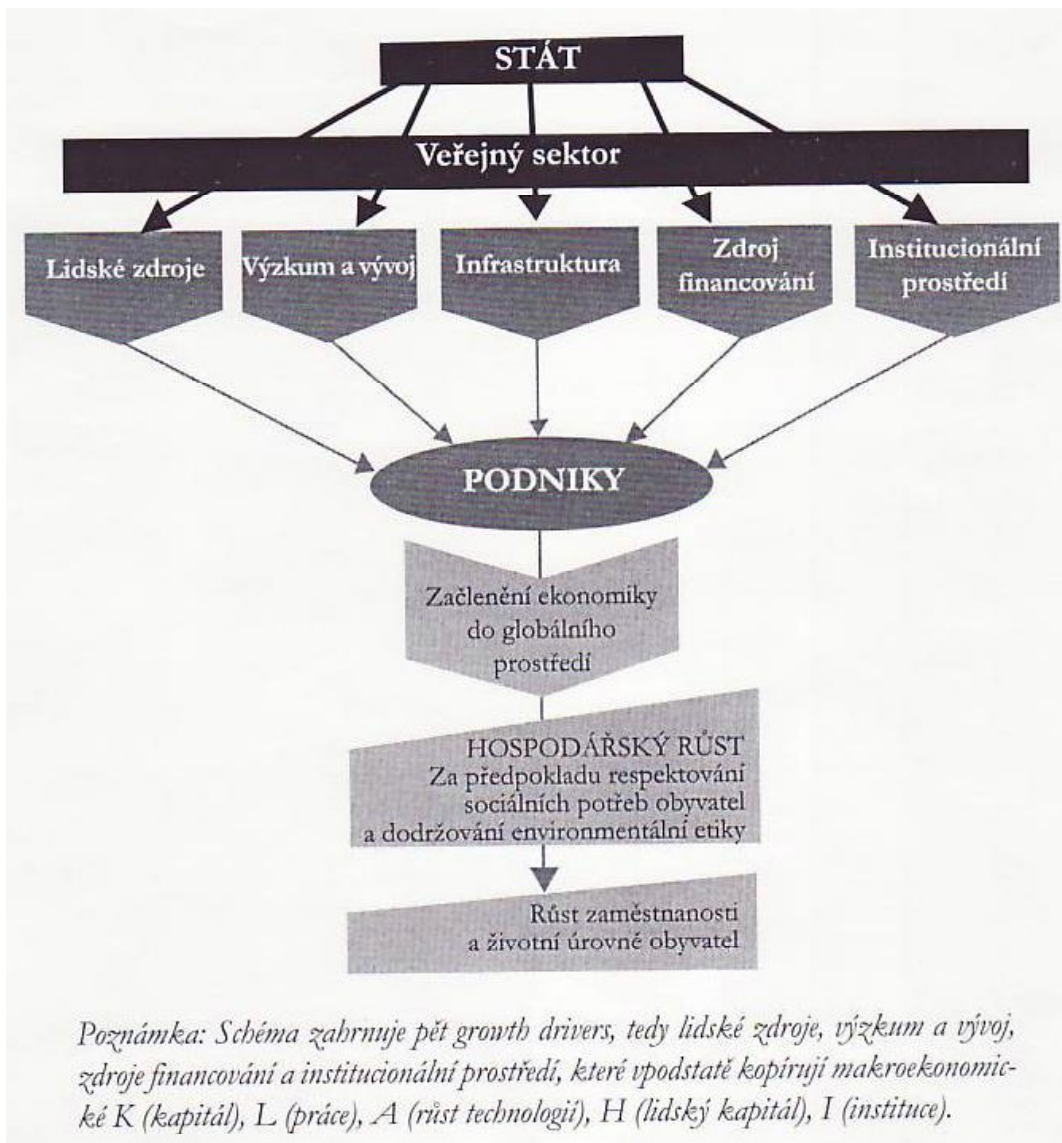 STÁT
Veřejný sektor
Lidské zdroje
Výzkum a vývoj
Infrastruktura
Zdroj
financování
Institucionální
prostředí
PODNIKY
Začlenění ekonomiky
do globálního
prostředí
HOSPODÁŘSKÝ RŮST
Za předpokladu respektování
sociálních potřeb obyvatel
a dodržování environmentální etiky
Růst zaměstnanosti
a životní úrovně obyvatel
Poznámka: Schéma zahrnuje pět growth drivers, tedy lidské zdroje, výzkum a vývoj,
zdroje financování a institucionální prostředí, které vpodstatě kopírují makroekonomic-
ké K (kapitál), L (práce), A (růst technologií), H (lidský kapitál), I (instituce).